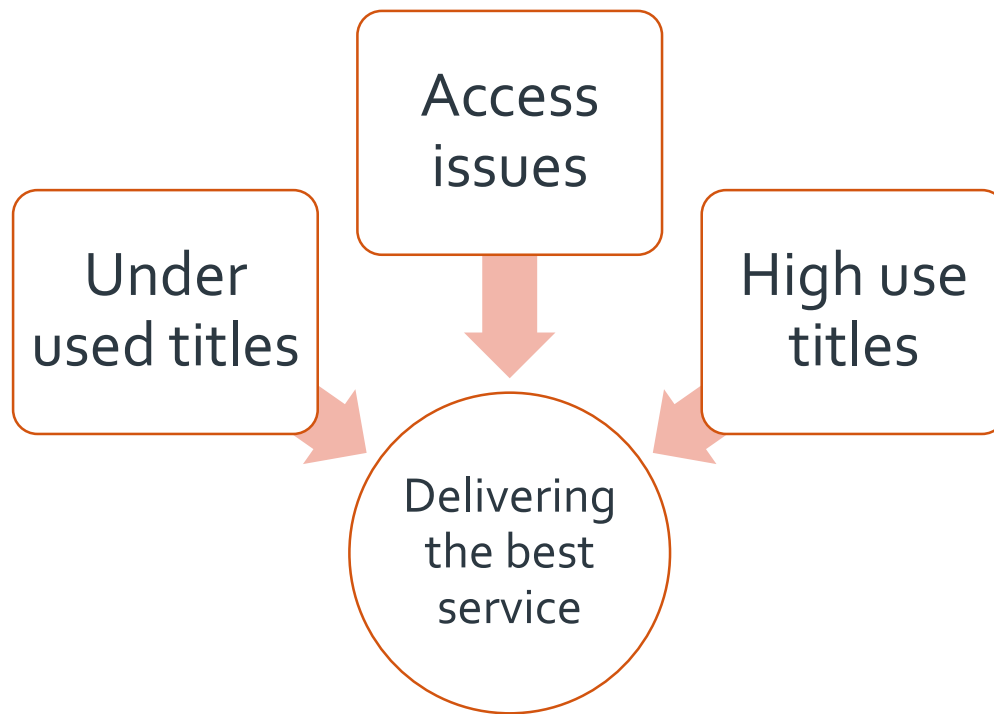 Access
issues
Under
used titles
High use
titles
Delivering
the best
service